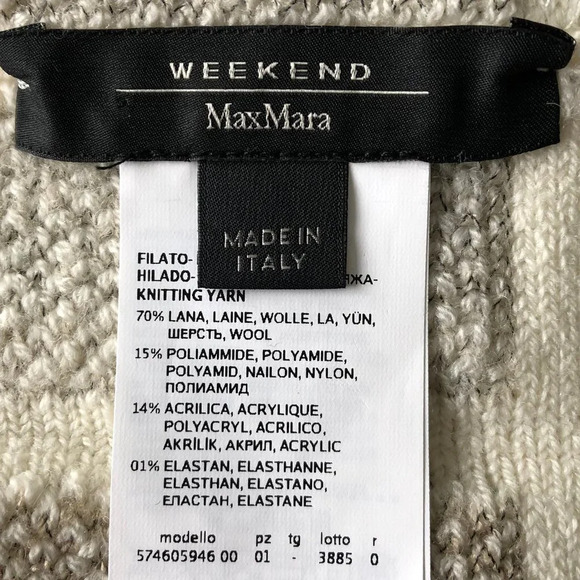 WEEKEND
MaxMara
MADE IN
ITALY
FILATO-
HILADO- ЯЖА-
KNITTING YARN
70% LANA, LAINE, WOLLE, LA, YÜN,
ШЕРСТЬ, WOOL
15% POLIAMMIDE, POLYAMIDE,
POLYAMID, NAILON, NYLON,
ПОЛИАМИД
14% ACRILICA, ACRYLIQUE,
POLYACRYL, ACRILICO,
AKRİLİK, АКРИЛ, ACRYLIC
01% ELASTAN, ELASTHANNE,
ELASTHAN, ELASTANO,
ЕЛАСТАН, ELASTANE
modello pz tg lotto r
574605946 00 01 - 3885 0